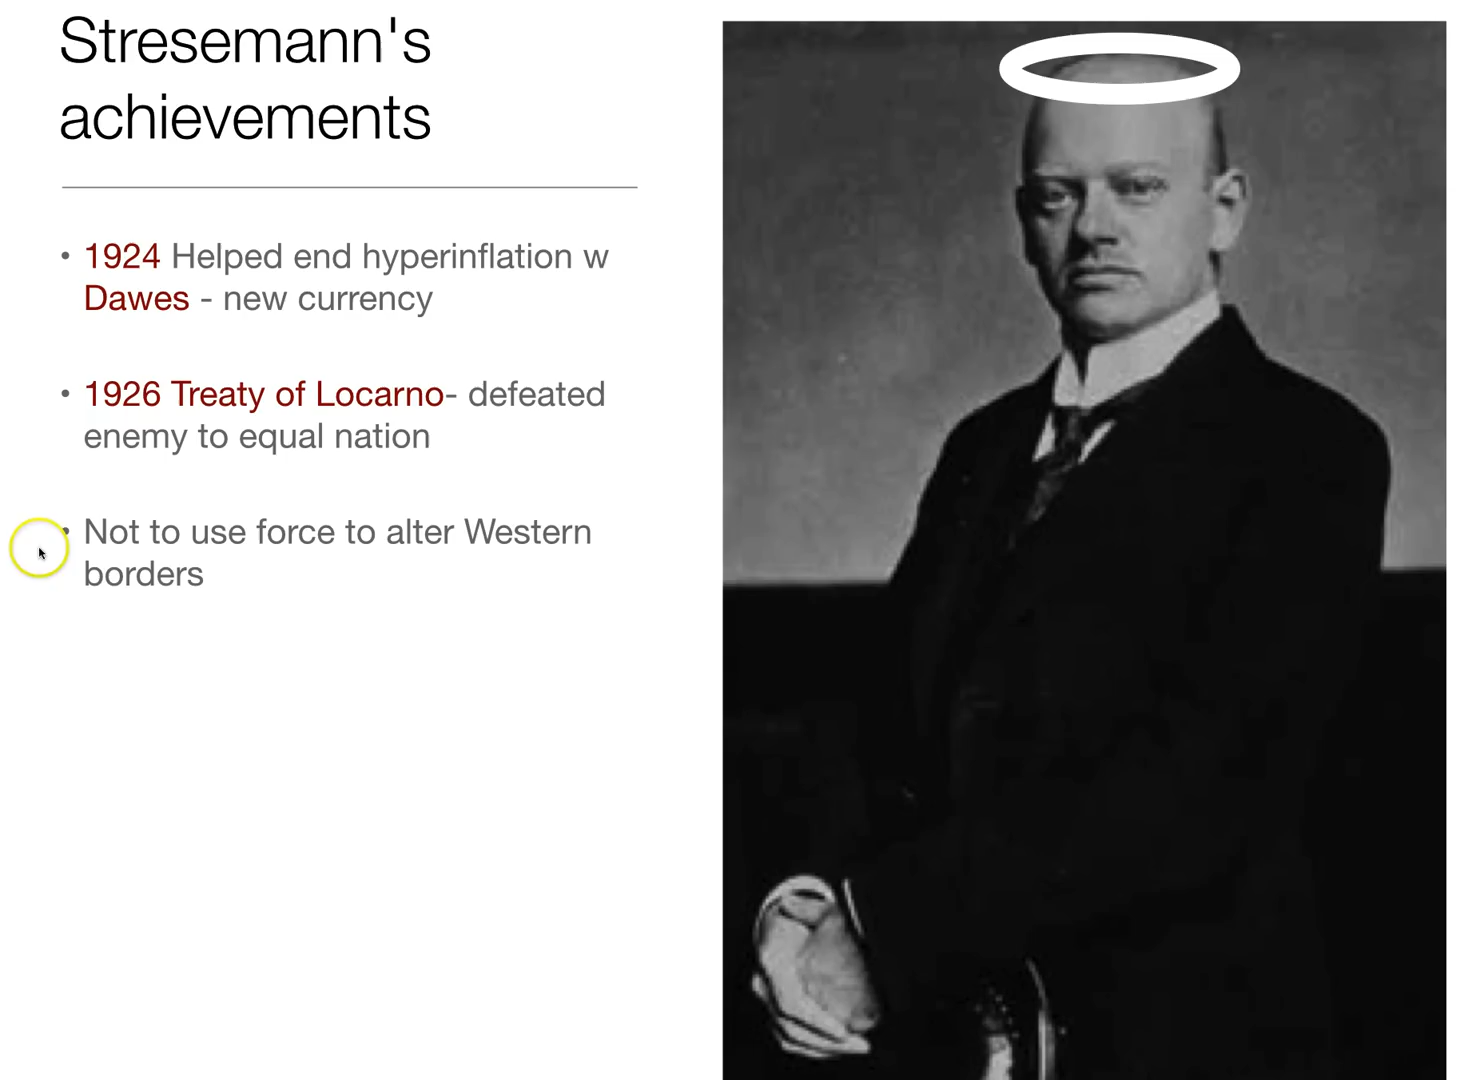 Stresemann's
achievements
• 1924 Helped end hyperinflation w
Dawes - new currency
• 1926 Treaty of Locarno- defeated
enemy to equal nation
• Not to use force to alter Western
borders